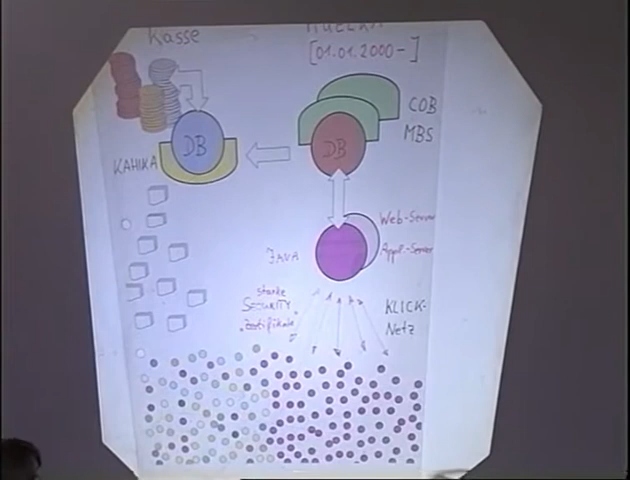 Kasse
[01.01.2000-]
COB
MBS
DB
DB
KAHIKA
Web-Server
Appl.-Server
JAVA
starke
SECURITY
Zertifikate
KLICK-
Netz